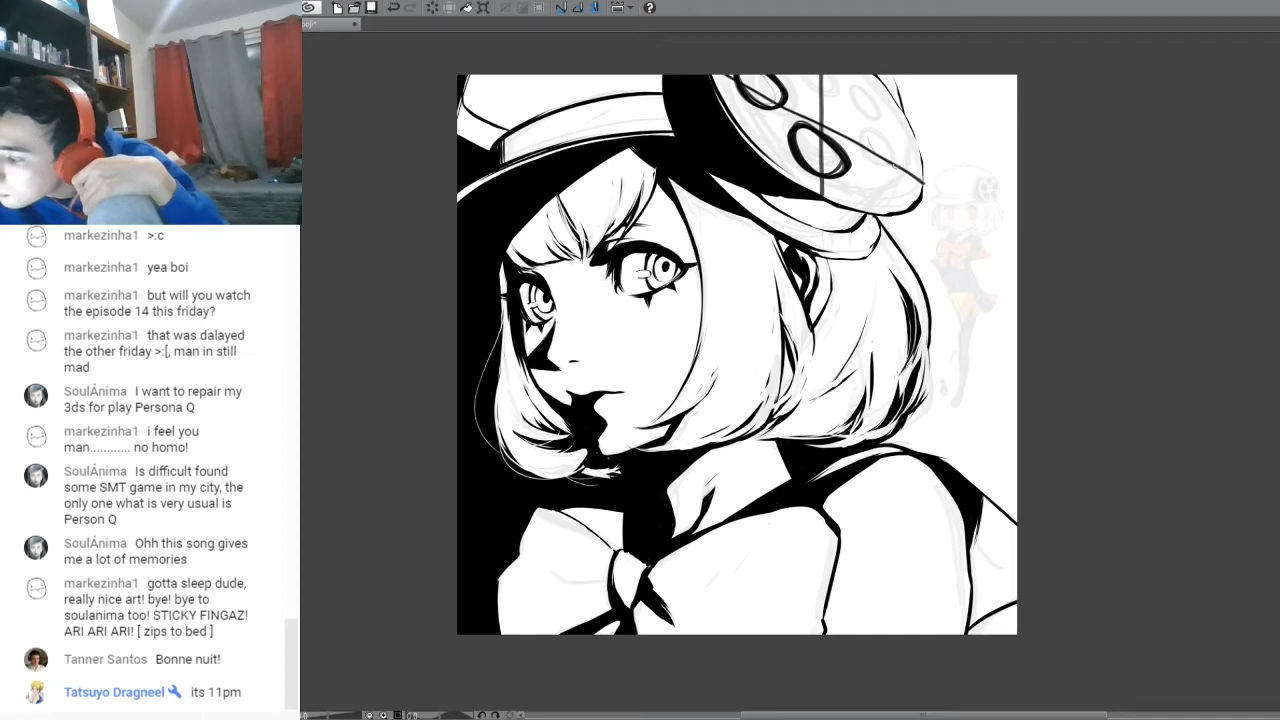 markezinha1 >:c
markezinha1 yea boi
markezinha1 but will you watch
the episode 14 this friday?
markezinha1 that was dalayed
the other friday >:[, man in still
mad
SoulÁnima I want to repair my
3ds for play Persona Q
markezinha1 i feel you
man........... no homo!
SoulÁnima Is difficult found
some SMT game in my city, the
only one what is very usual is
Person Q
SoulÁnima Ohh this song gives
me a lot of memories
markezinha1 gotta sleep dude,
really nice art! bye! bye to
soulanima too! STICKY FINGAZ!
ARI ARI ARI! [ zips to bed ]
Tanner Santos Bonne nuit!
Tatsuyo Dragneel its 11pm